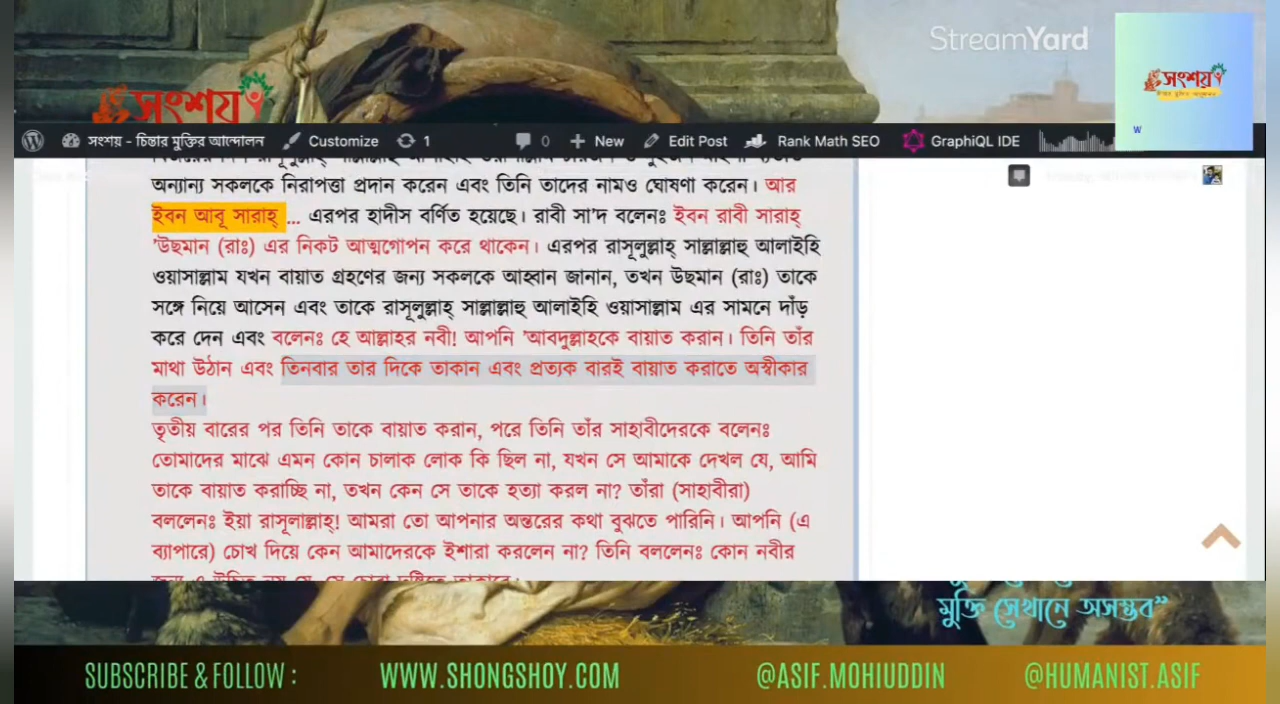 StreamYard
সংশয়
সংশয়
W
সংশয় – চিন্তার মুক্তির আন্দোলন Customize 1 0 New Edit Post Rank Math SEO GraphiQL IDE
অন্যান্য সকলকে নিরাপত্তা প্রদান করেন এবং তিনি তাদের নামও ঘোষণা করেন। আর
ইবন আবূ সারাহ্ ... এরপর হাদীস বর্ণিত হয়েছে। রাবী সা’দ বলেনঃ ইবন রাবী সারাহ্
’উছমান (রাঃ) এর নিকট আত্মগোপন করে থাকেন। এরপর রাসূলুল্লাহ্ সাল্লাল্লাহু আলাইহি
ওয়াসাল্লাম যখন বায়াত গ্রহণের জন্য সকলকে আহ্বান জানান, তখন উছমান (রাঃ) তাকে
সঙ্গে নিয়ে আসেন এবং তাকে রাসূলুল্লাহ্ সাল্লাল্লাহু আলাইহি ওয়াসাল্লাম এর সামনে দাঁড়
করে দেন এবং বলেনঃ হে আল্লাহর নবী! আপনি ’আবদুল্লাহকে বায়াত করান। তিনি তাঁর
মাথা উঠান এবং তিনবার তার দিকে তাকান এবং প্রত্যক বারই বায়াত করাতে অস্বীকার
করেন।
তৃতীয় বারের পর তিনি তাকে বায়াত করান, পরে তিনি তাঁর সাহাবীদেরকে বলেনঃ
তোমাদের মাঝে এমন কোন চালাক লোক কি ছিল না, যখন সে আমাকে দেখল যে, আমি
তাকে বায়াত করাচ্ছি না, তখন কেন সে তাকে হত্যা করল না? তাঁরা (সাহাবীরা)
বললেনঃ ইয়া রাসূলাল্লাহ্! আমরা তো আপনার অন্তরের কথা বুঝতে পারিনি। আপনি (এ
ব্যাপারে) চোখ দিয়ে কেন আমাদেরকে ইশারা করলেন না? তিনি বললেনঃ কোন নবীর
মুক্তি সেখানে অসম্ভব”
SUBSCRIBE & FOLLOW : WWW.SHONGSHOY.COM @ASIF.MOHIUDDIN @HUMANIST.ASIF